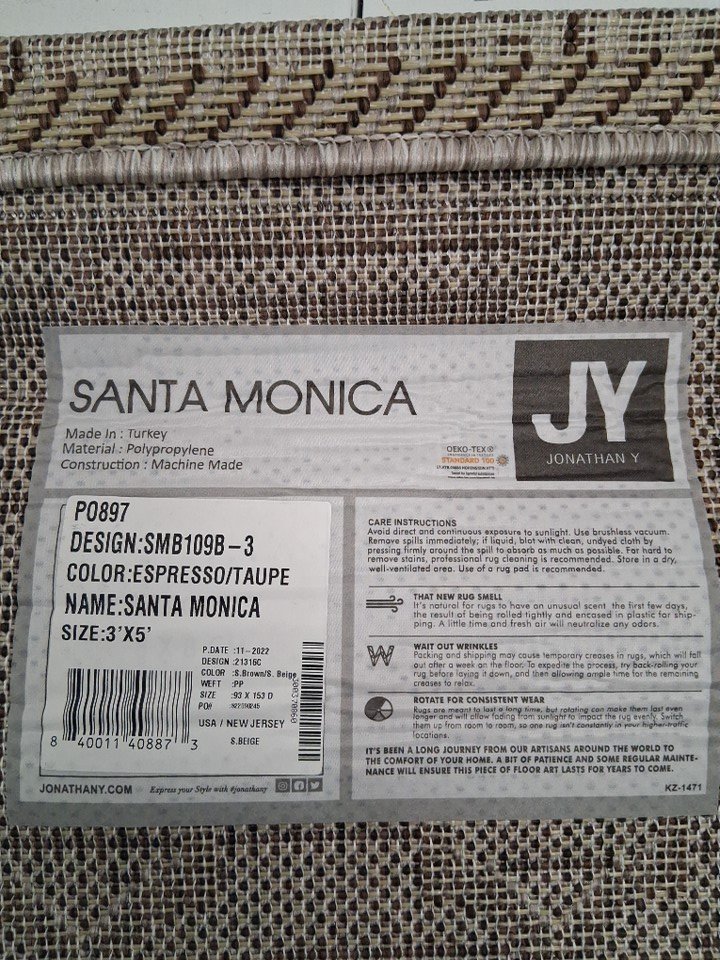 SANTA MONICA
JY
JONATHAN Y
Made In : Turkey
Material : Polypropylene
Construction : Machine Made
OEKO-TEX®
STANDARD 100
P0897
DESIGN:SMB109B-3
COLOR:ESPRESSO/TAUPE
NAME:SANTA MONICA
SIZE:3'X5'
P.DATE :11-2022
DESIGN :21316C
COLOR :S.Brown/S. Beige
WEFT :PP
SIZE :93 X 153 D
PO#
USA / NEW JERSEY
S.BEIGE
8 40011 40887 3
CARE INSTRUCTIONS
Avoid direct and continuous exposure to sunlight. Use brushless vacuum.
Remove spills immediately; if liquid, blot with clean, undyed cloth by
pressing firmly around the spill to absorb as much as possible. For hard to
remove stains, professional rug cleaning is recommended. Store in a dry,
well-ventilated area. Use of a rug pad is recommended.
THAT NEW RUG SMELL
It's natural for rugs to have an unusual scent the first few days,
the result of being rolled tightly and encased in plastic for ship-
ping. A little time and fresh air will neutralize any odors.
W
WAIT OUT WRINKLES
Packing and shipping may cause temporary creases in rugs, which will fall
out after a week on the floor. To expedite the process, try back-rolling your
rug before laying it down, and then allowing ample time for the remaining
creases to relax.
ROTATE FOR CONSISTENT WEAR
Rugs are meant to last a long time, but rotating can make them last even
longer and will allow fading from sunlight to impact the rug evenly. Switch
them up from room to room, so one rug isn't constantly in your higher-traffic
locations.
IT'S BEEN A LONG JOURNEY FROM OUR ARTISANS AROUND THE WORLD TO
THE COMFORT OF YOUR HOME. A BIT OF PATIENCE AND SOME REGULAR MAINTE-
NANCE WILL ENSURE THIS PIECE OF FLOOR ART LASTS FOR YEARS TO COME.
JONATHANY.COM
Express your Style with #jonathany
KZ-1471